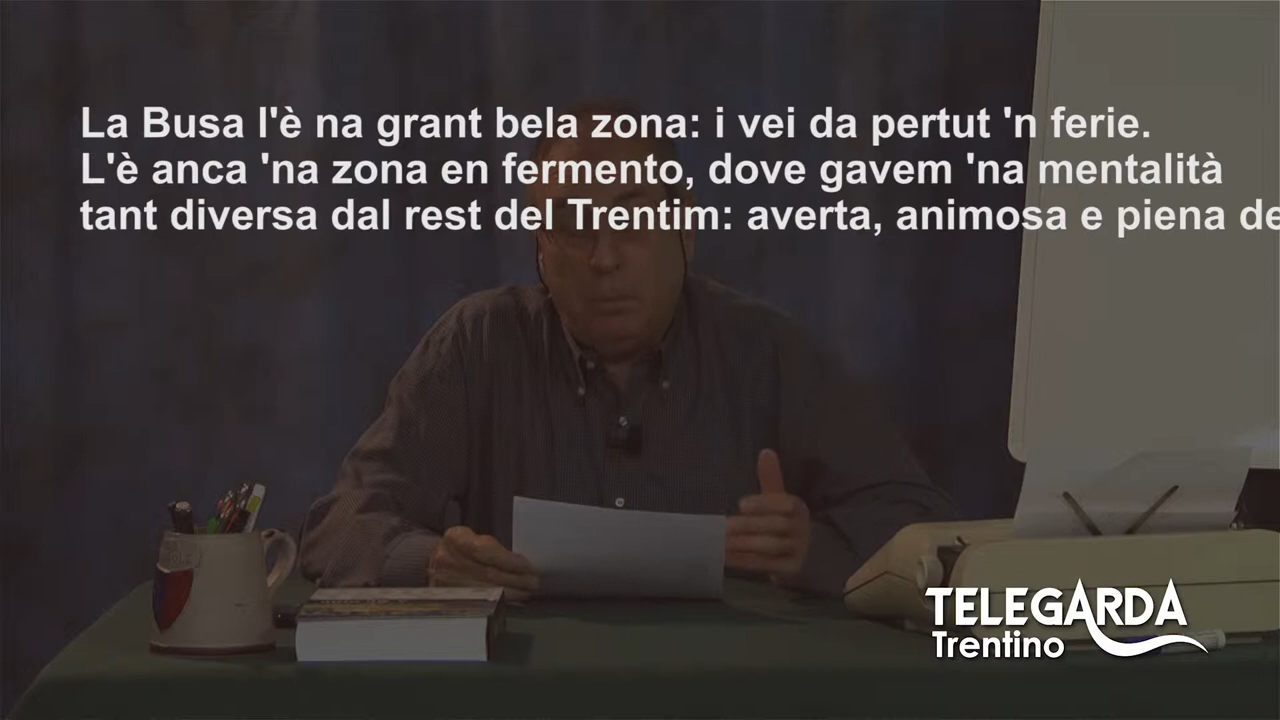 La Busa l'è na grant bela zona: i vei da pertut 'n ferie.
L'è anca 'na zona en fermento, dove gavem 'na mentalità
tant diversa dal rest del Trentim: averta, animosa e piena de
TELEGARDA
Trentino